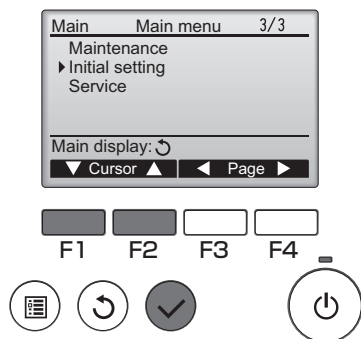 Main Main menu 3/3
Maintenance
Initial setting
Service
Main display:
Cursor Page
F1 F2 F3 F4